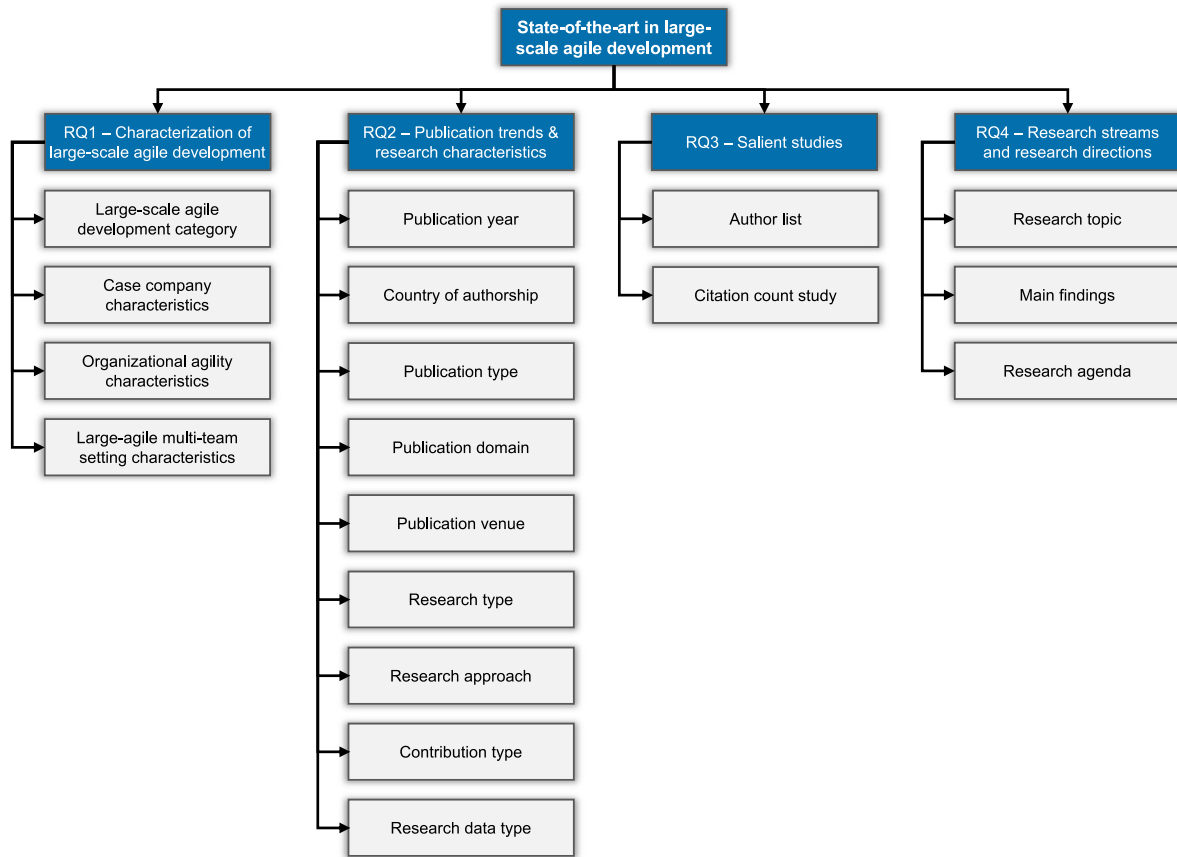 State-of-the-art in large-
scale agile development
RQ1 – Characterization of
large-scale agile development
Large-scale agile
development category
Case company
characteristics
Organizational agility
characteristics
Large-agile multi-team
setting characteristics
RQ2 – Publication trends &
research characteristics
Publication year
Country of authorship
Publication type
Publication domain
Publication venue
Research type
Research approach
Contribution type
Research data type
RQ3 – Salient studies
Author list
Citation count study
RQ4 – Research streams
and research directions
Research topic
Main findings
Research agenda